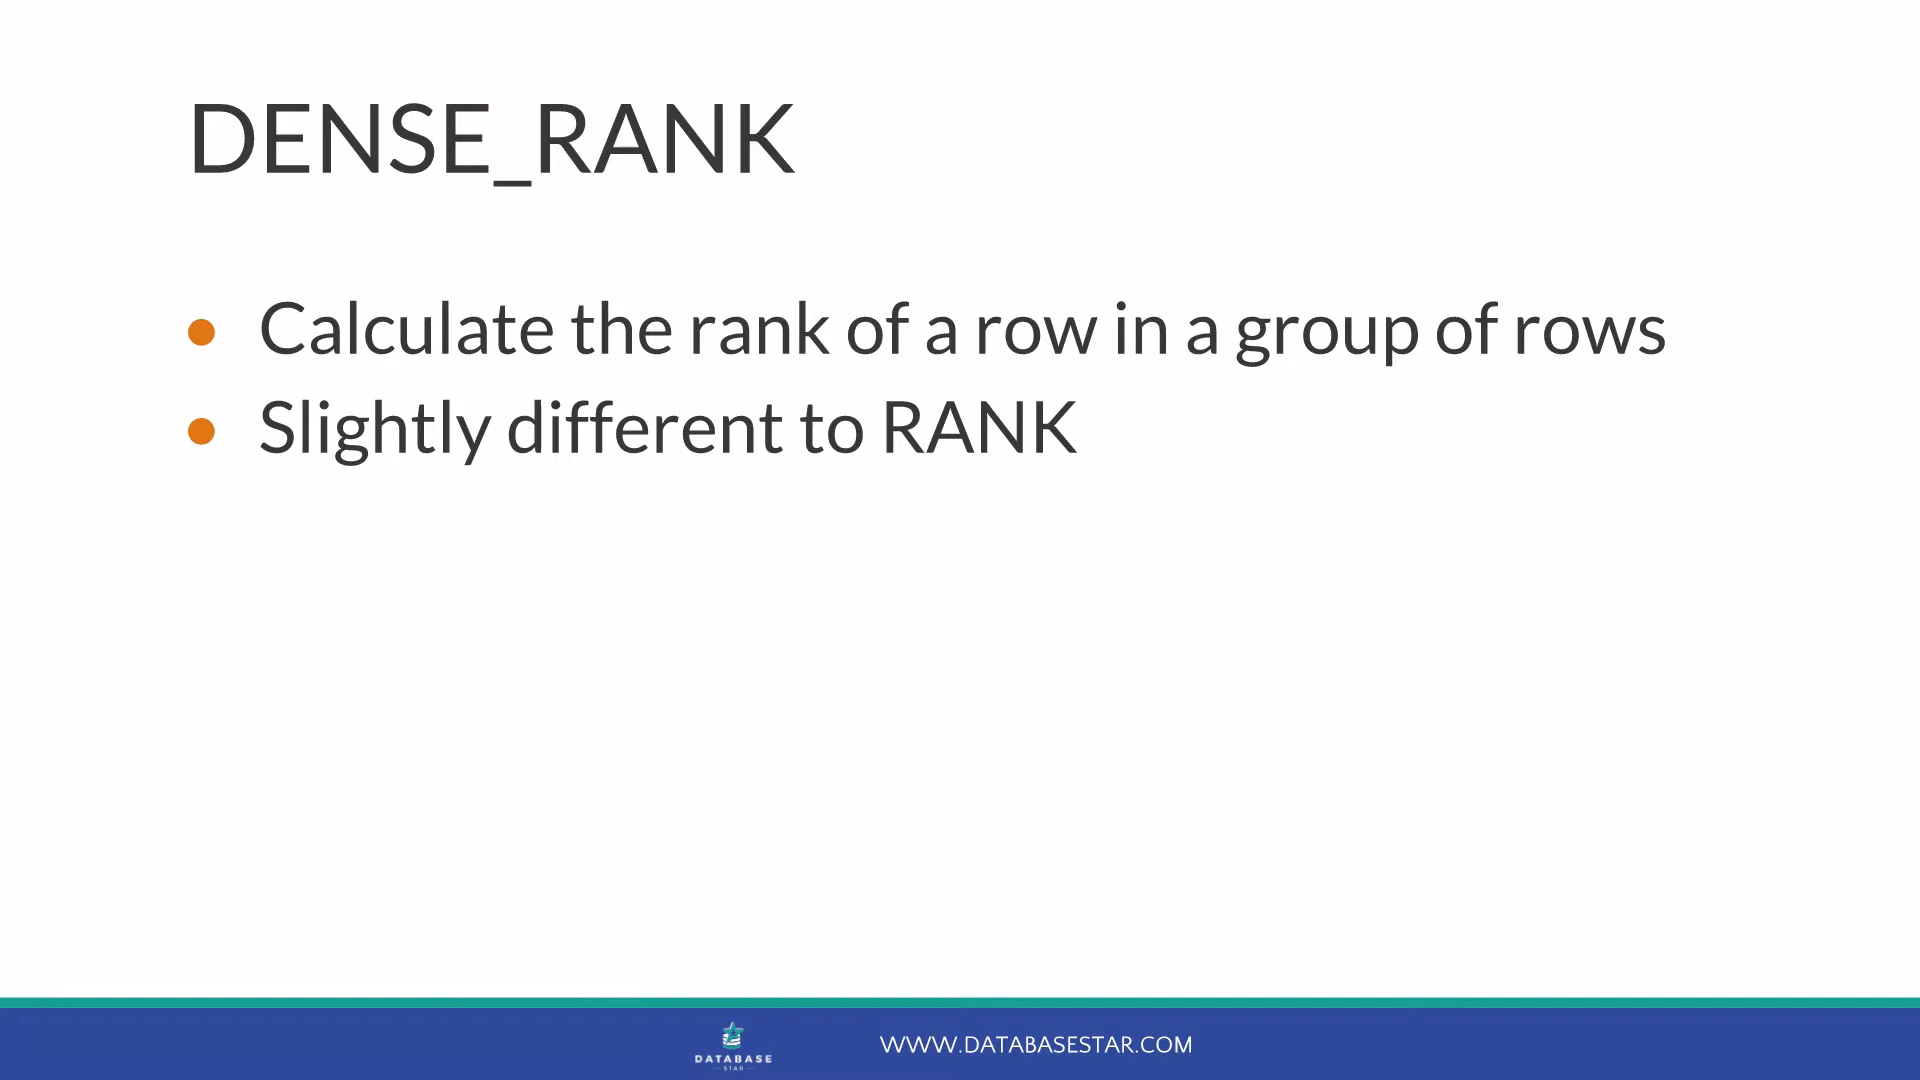 DENSE_RANK
Calculate the rank of a row in a group of rows
Slightly different to RANK
DATABASE
STAR
WWW.DATABASESTAR.COM